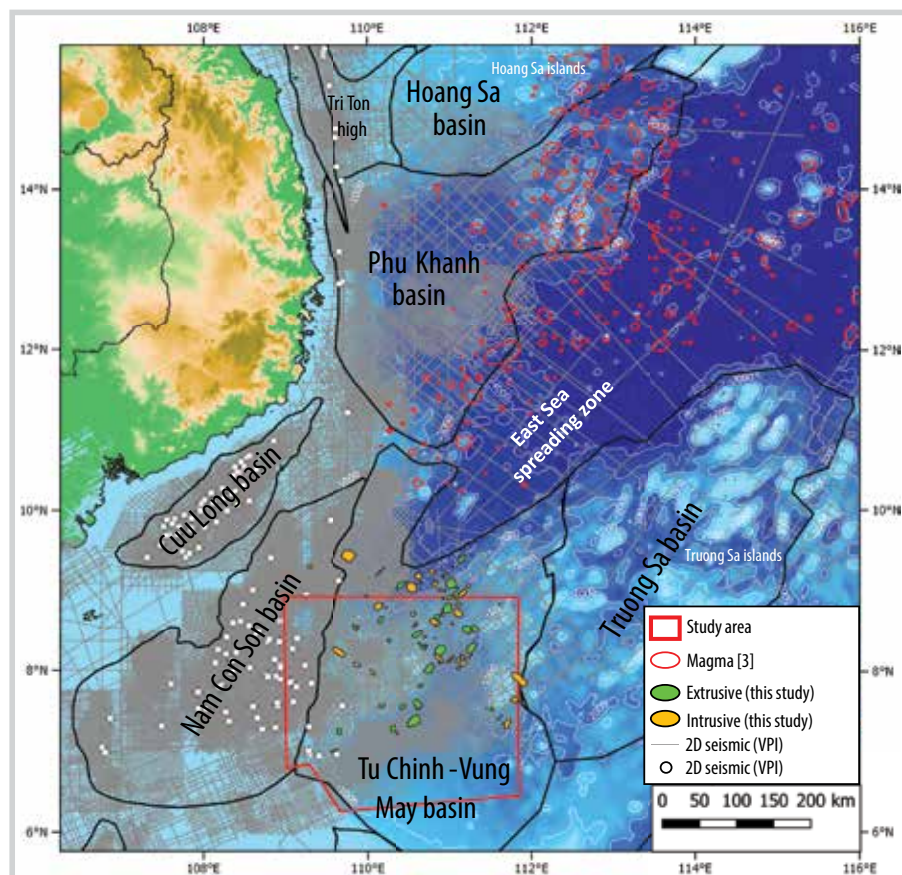 108°E 110°E 112°E 114°E 116°E
Hoang Sa islands
Hoang Sa
basin
Tri Ton
high
14°N 14°N
Phu Khanh
basin
12°N 12°N
East Sea
spreading zone
Cuu Long basin
10°N 10°N
Truong Sa basin
Truong Sa islands
Nam Con Son basin
8°N 8°N
Tu Chinh - Vung
May basin
6°N 6°N
Study area
Magma [3]
Extrusive (this study)
Intrusive (this study)
2D seismic (VPI)
2D seismic (VPI)
0 50 100 150 200 km
108°E 110°E 112°E 114°E 116°E